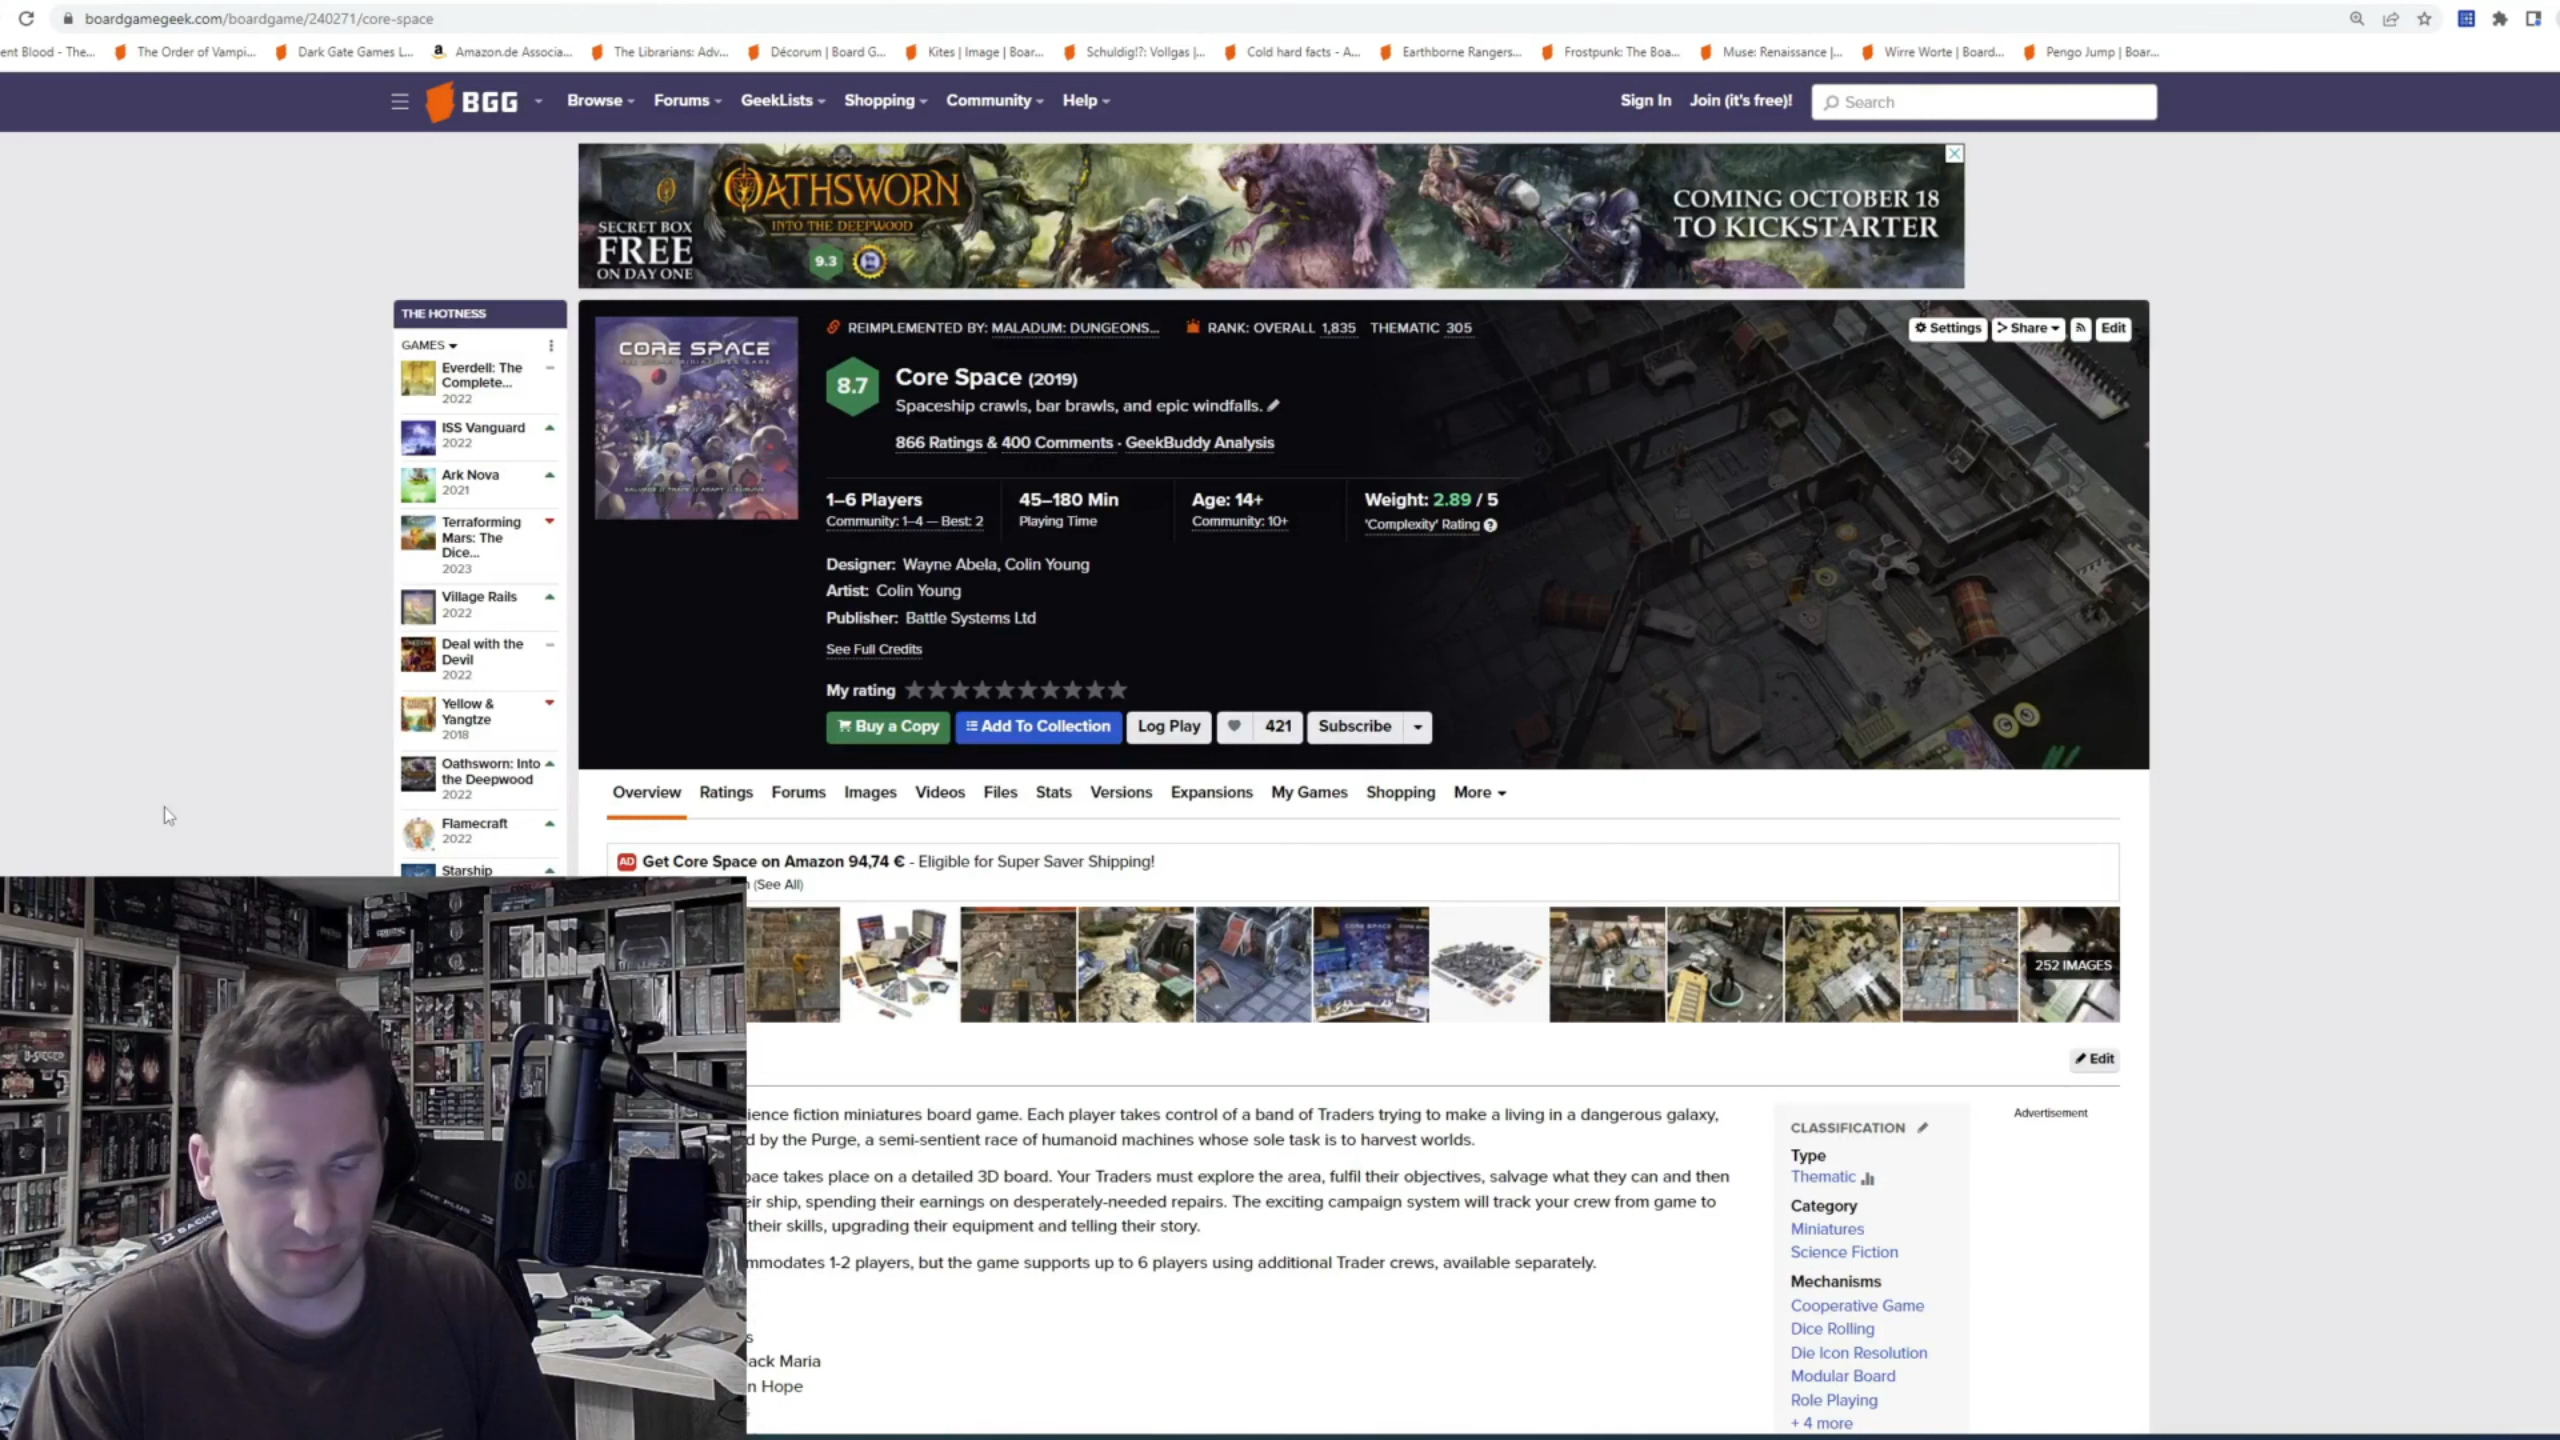 boardgamegeek.com/boardgame/240271/core-space
ent Blood - The... The Order of Vampi... Dark Gate Games L... Amazon.de Associa... The Librarians: Adv... Décorum | Board G... Kites | Image | Boar... Schuldig!?: Vollgas |... Cold hard facts - A... Earthborne Rangers... Frostpunk: The Boa... Muse: Renaissance |... Wirre Worte | Board... Pengo Jump | Boar...
BGG Browse Forums GeekLists Shopping Community Help Sign In Join (it's free)! Search
SECRET BOX
FREE
ON DAY ONE
OATHSWORN
INTO THE DEEPWOOD
9.3
COMING OCTOBER 18
TO KICKSTARTER
THE HOTNESS
GAMES
Everdell: The
Complete...
2022
ISS Vanguard
2022
Ark Nova
2021
Terraforming
Mars: The
Dice...
2023
Village Rails
2022
Deal with the
Devil
2022
Yellow &
Yangtze
2018
Oathsworn: Into
the Deepwood
2022
Flamecraft
2022
Starship
CORE SPACE
SALVAGE // TRADE // ADAPT // SURVIVE
REIMPLEMENTED BY: MALADUM: DUNGEONS... RANK: OVERALL 1,835 THEMATIC 305
Settings Share Edit
8.7
Core Space (2019)
Spaceship crawls, bar brawls, and epic windfalls.
866 Ratings & 400 Comments · GeekBuddy Analysis
1–6 Players 45–180 Min Age: 14+ Weight: 2.89 / 5
Community: 1–4 — Best: 2 Playing Time Community: 10+ 'Complexity' Rating
Designer: Wayne Abela, Colin Young
Artist: Colin Young
Publisher: Battle Systems Ltd
See Full Credits
My rating
Buy a Copy Add To Collection Log Play 421 Subscribe
Overview Ratings Forums Images Videos Files Stats Versions Expansions My Games Shopping More
AD Get Core Space on Amazon 94,74 € - Eligible for Super Saver Shipping!
(See All)
CORE SPACE
252 IMAGES
Edit
ience fiction miniatures board game. Each player takes control of a band of Traders trying to make a living in a dangerous galaxy,
d by the Purge, a semi-sentient race of humanoid machines whose sole task is to harvest worlds.
pace takes place on a detailed 3D board. Your Traders must explore the area, fulfil their objectives, salvage what they can and then
eir ship, spending their earnings on desperately-needed repairs. The exciting campaign system will track your crew from game to
their skills, upgrading their equipment and telling their story.
mmodates 1-2 players, but the game supports up to 6 players using additional Trader crews, available separately.
s
ack Maria
n Hope
CLASSIFICATION
Type
Thematic
Category
Miniatures
Science Fiction
Mechanisms
Cooperative Game
Dice Rolling
Die Icon Resolution
Modular Board
Role Playing
+ 4 more
Advertisement
B-SIEGED